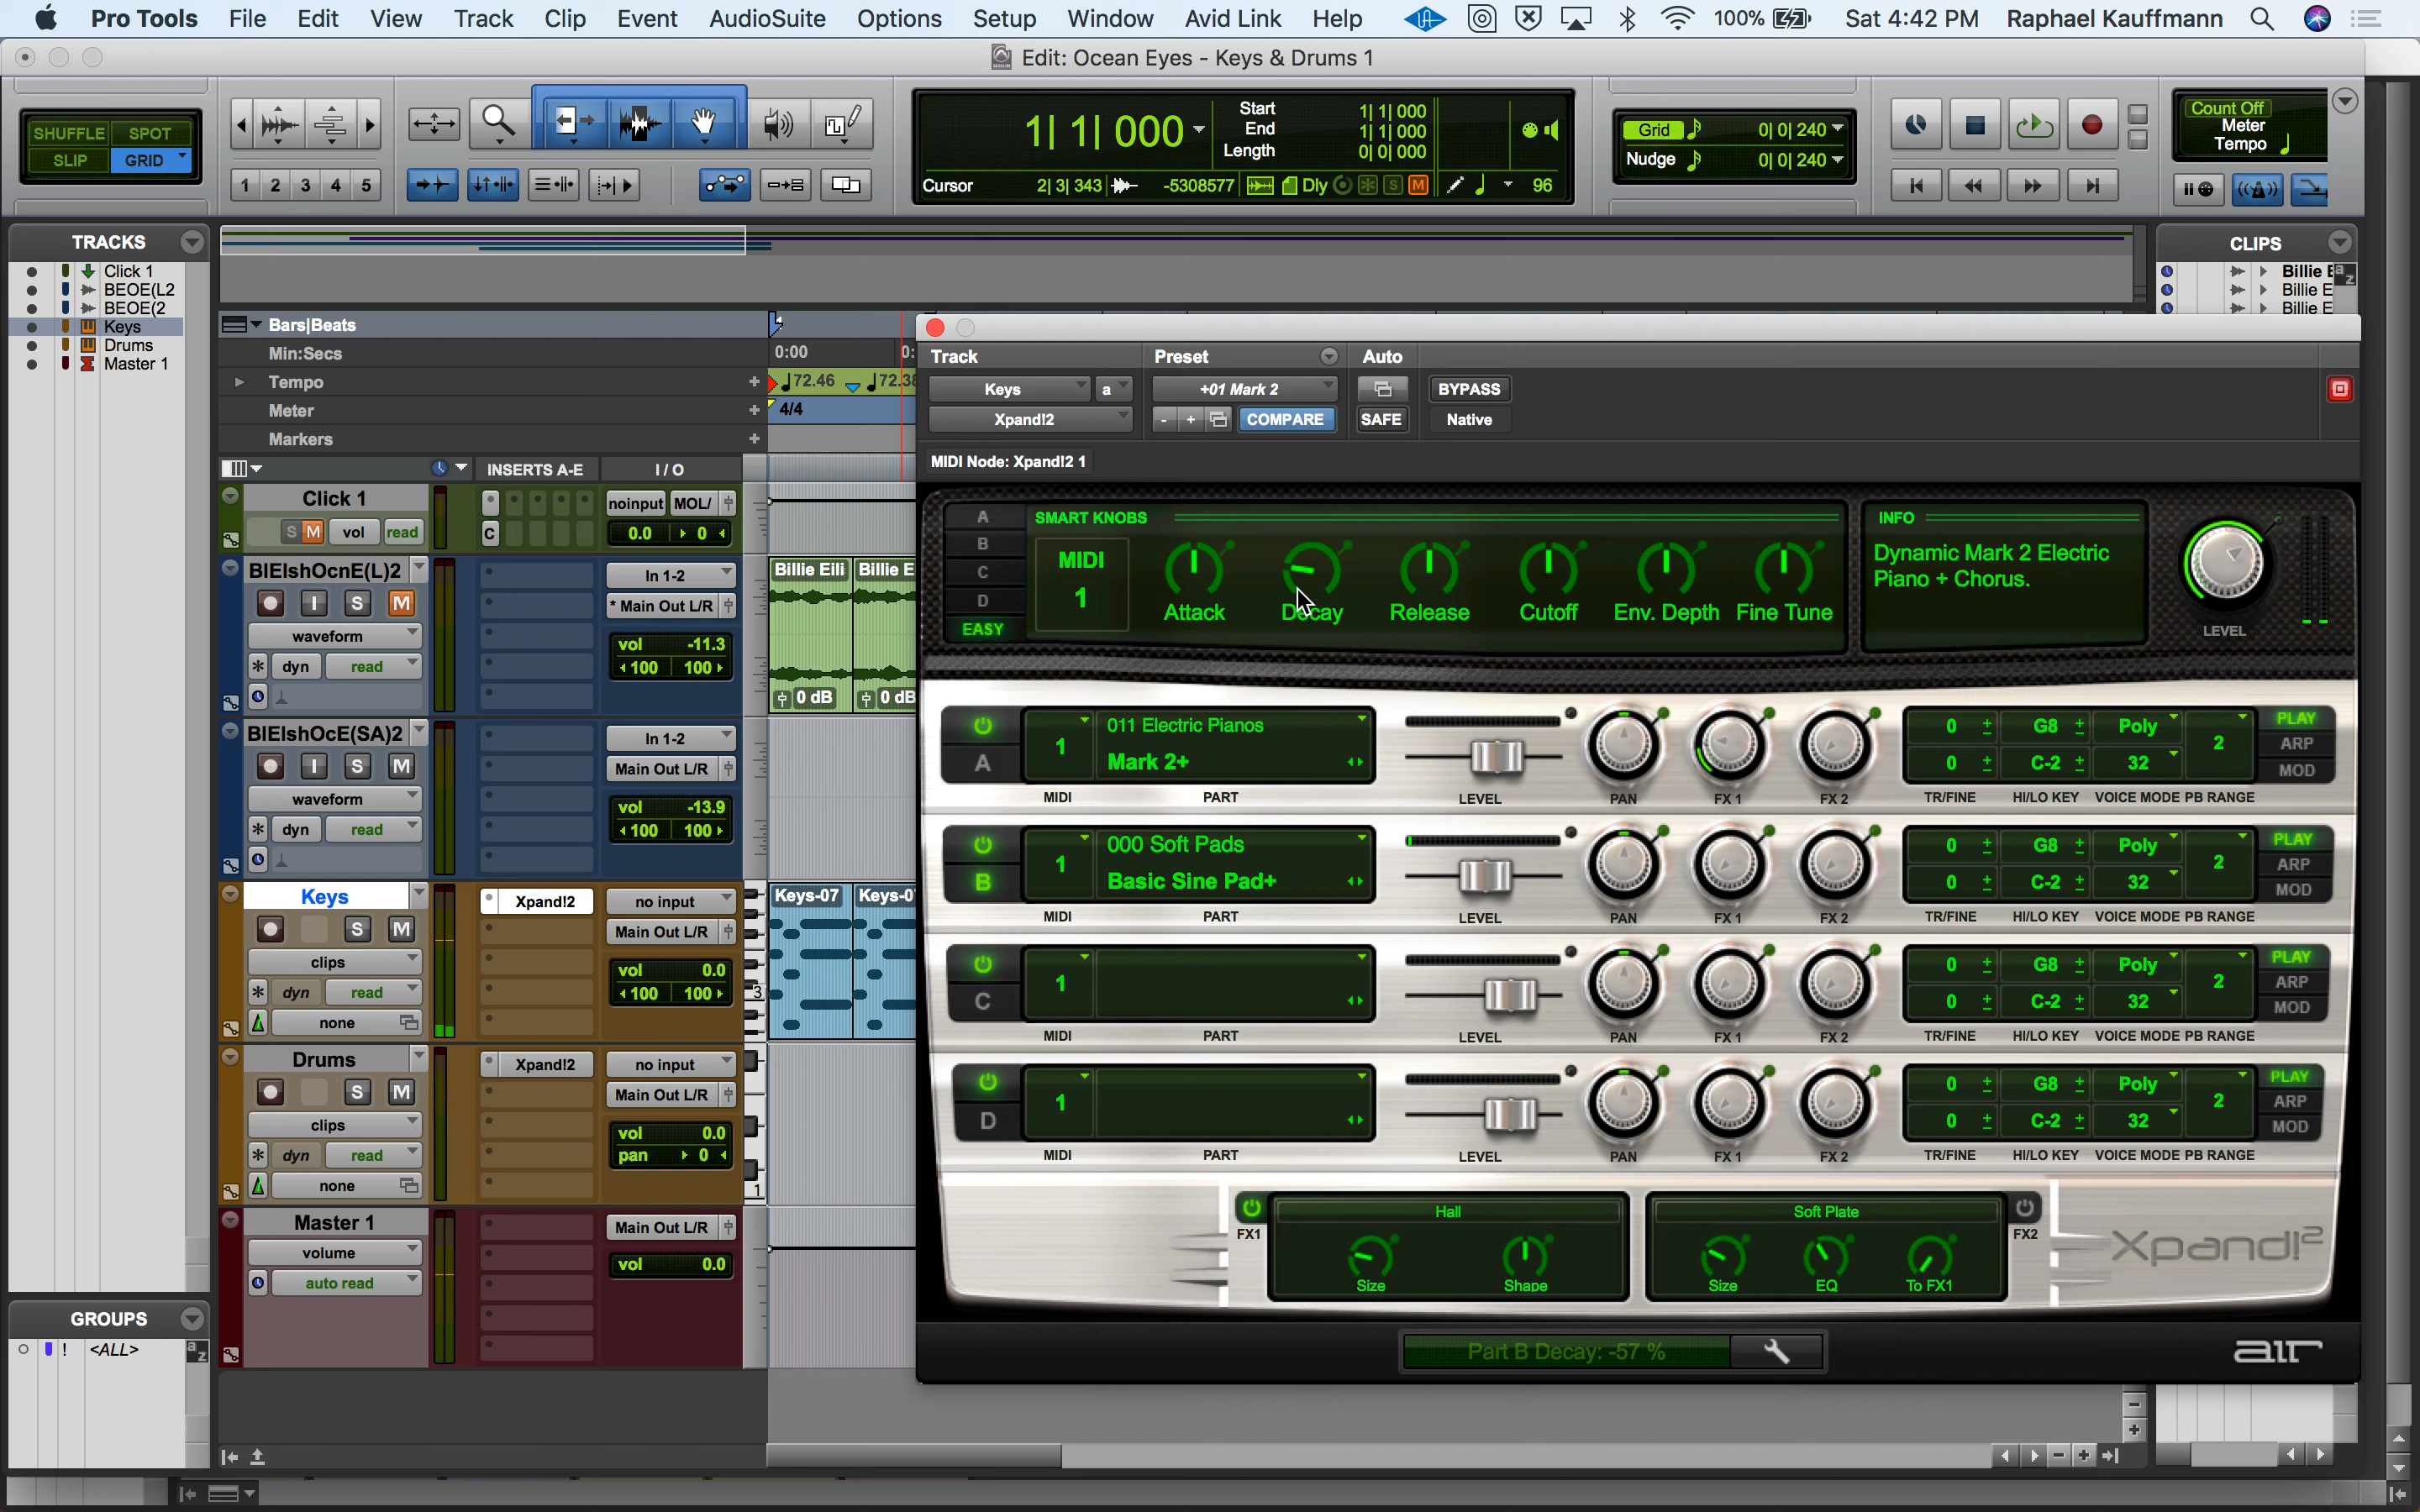 Pro Tools File Edit View Track Clip Event AudioSuite Options Setup Window Avid Link Help 100% Sat 4:42 PM Raphael Kauffmann
Edit: Ocean Eyes - Keys & Drums 1
SHUFFLE SPOT
SLIP GRID
1 2 3 4 5
1| 1| 000
Start 1| 1| 000
End 1| 1| 000
Length 0| 0| 000
Cursor 2| 3| 343 -5308577 Dly S M 96
Grid 0| 0| 240
Nudge 0| 0| 240
Count Off
Meter
Tempo
TRACKS
Click 1
BEOE(L2
BEOE(2
Keys
Drums
Master 1
CLIPS
Billie E
Billie E
Billie E
Bars|Beats
Min:Secs 0:00 0:
Tempo 72.46 72.38
Meter 4/4
Markers
INSERTS A-E I / O
Click 1 noinput MOL/
S M vol read C 0.0 0
BlElshOcnE(L)2 In 1-2
I S M * Main Out L/R
waveform vol -11.3
dyn read 100 100
Billie Eili Billie E
0 dB 0 dB
BlElshOcE(SA)2 In 1-2
I S M Main Out L/R
waveform vol -13.9
dyn read 100 100
Keys Xpand!2 no input
S M Main Out L/R
clips vol 0.0
dyn read 100 100
none
Keys-07 Keys-0
3
Drums Xpand!2 no input
S M Main Out L/R
clips vol 0.0
dyn read pan 0
none
1
Master 1 Main Out L/R
volume vol 0.0
auto read
GROUPS
! <ALL>
Track Preset Auto
Keys a +01 Mark 2 BYPASS
Xpand!2 - + COMPARE SAFE Native
MIDI Node: Xpand!2 1
A
B
C
D
EASY
SMART KNOBS
MIDI
1
Attack Decay Release Cutoff Env. Depth Fine Tune
INFO
Dynamic Mark 2 Electric
Piano + Chorus.
LEVEL
A 1 011 Electric Pianos
Mark 2+
0 G8 Poly 2 PLAY
ARP
0 C-2 32 MOD
MIDI PART LEVEL PAN FX 1 FX 2 TR/FINE HI/LO KEY VOICE MODE PB RANGE
B 1 000 Soft Pads
Basic Sine Pad+
0 G8 Poly 2 PLAY
ARP
0 C-2 32 MOD
MIDI PART LEVEL PAN FX 1 FX 2 TR/FINE HI/LO KEY VOICE MODE PB RANGE
C 1
0 G8 Poly 2 PLAY
ARP
0 C-2 32 MOD
MIDI PART LEVEL PAN FX 1 FX 2 TR/FINE HI/LO KEY VOICE MODE PB RANGE
D 1
0 G8 Poly 2 PLAY
ARP
0 C-2 32 MOD
MIDI PART LEVEL PAN FX 1 FX 2 TR/FINE HI/LO KEY VOICE MODE PB RANGE
FX1 Hall
Size Shape
Soft Plate FX2
Size EQ To FX1
Xpand!2
Part B Decay: -57 %
air